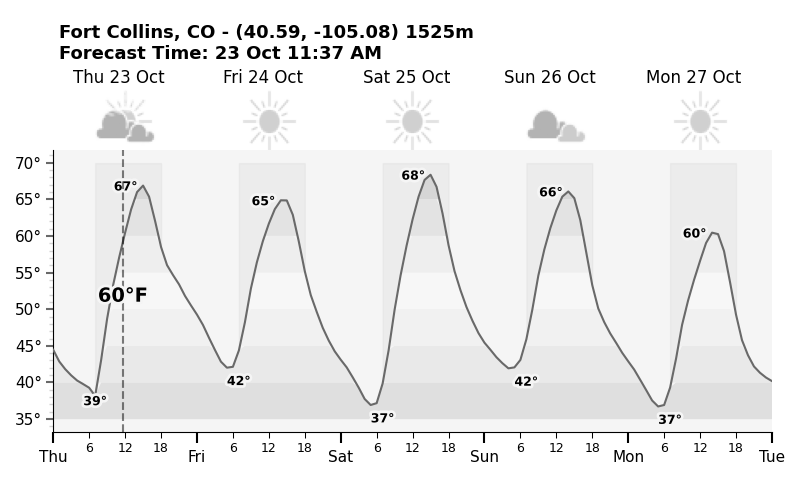 Fort Collins, CO - (40.59, -105.08) 1525m
Forecast Time: 23 Oct 11:37 AM
Thu 23 Oct Fri 24 Oct Sat 25 Oct Sun 26 Oct Mon 27 Oct
70°
65°
60°
55°
50°
45°
40°
35°
67° 65° 68° 66° 60°
60°F
39° 42° 37° 42° 37°
6 12 18 6 12 18 6 12 18 6 12 18 6 12 18
Thu Fri Sat Sun Mon Tue